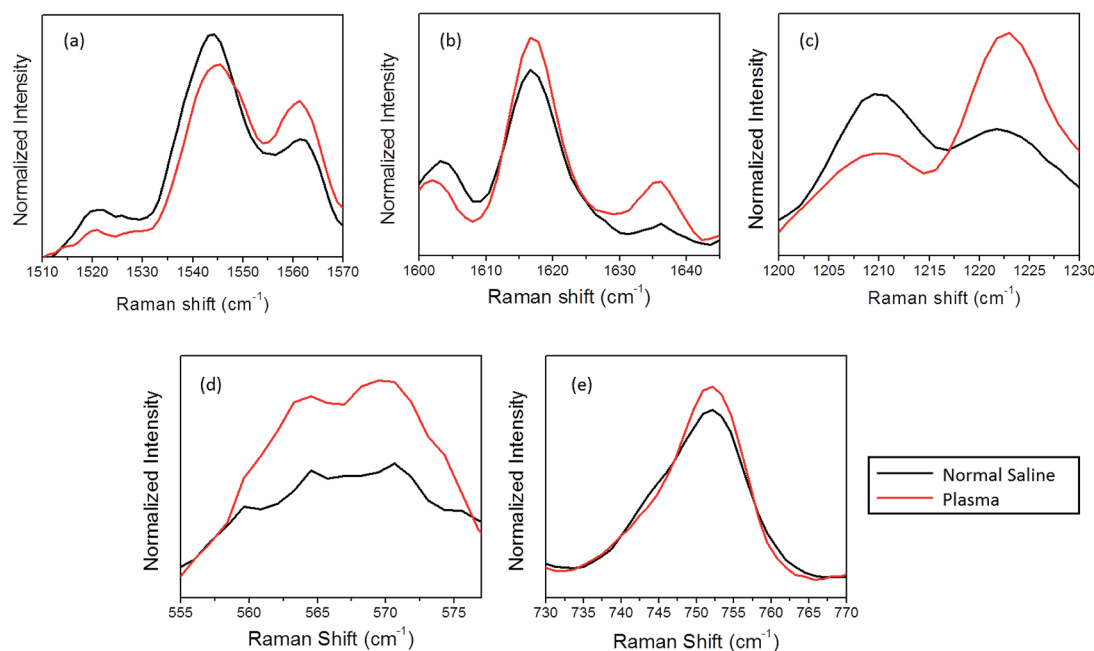 (a)
Normalized Intensity
1510 1520 1530 1540 1550 1560 1570
Raman shift (cm⁻¹)
(b)
Normalized Intensity
1600 1610 1620 1630 1640
Raman shift (cm⁻¹)
(c)
Normalized Intensity
1200 1205 1210 1215 1220 1225 1230
Raman shift (cm⁻¹)
(d)
Normalized Intensity
555 560 565 570 575
Raman Shift (cm⁻¹)
(e)
Normalized Intensity
730 735 740 745 750 755 760 765 770
Raman Shift (cm⁻¹)
Normal Saline
Plasma